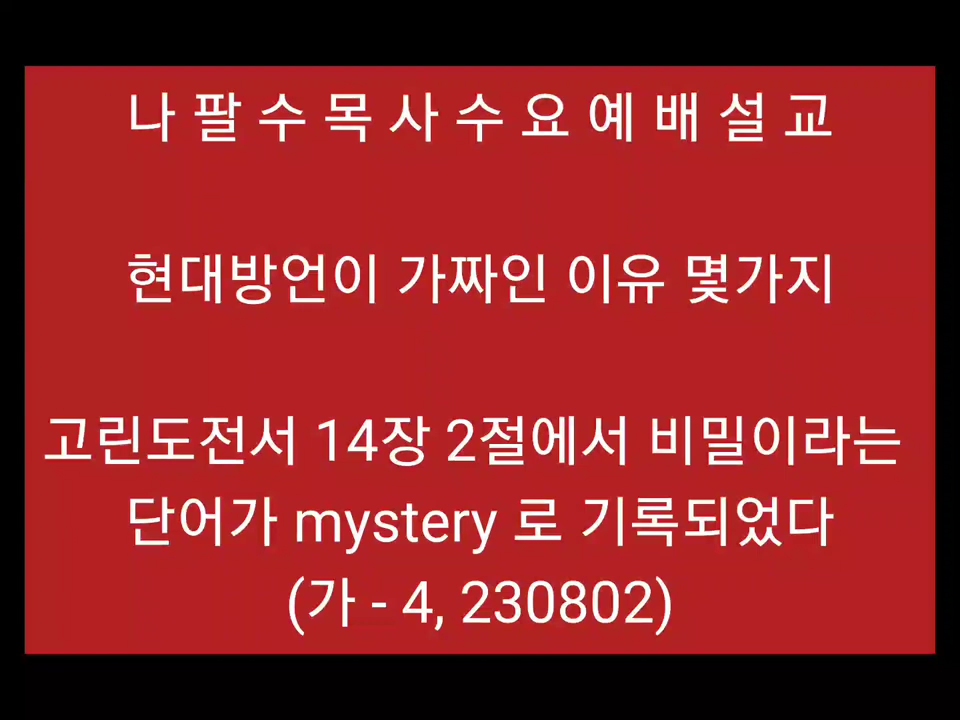 나 팔 수 목 사 수 요 예 배 설 교
현대방언이 가짜인 이유 몇가지
고린도전서 14장 2절에서 비밀이라는
단어가 mystery 로 기록되었다
(가 - 4, 230802)